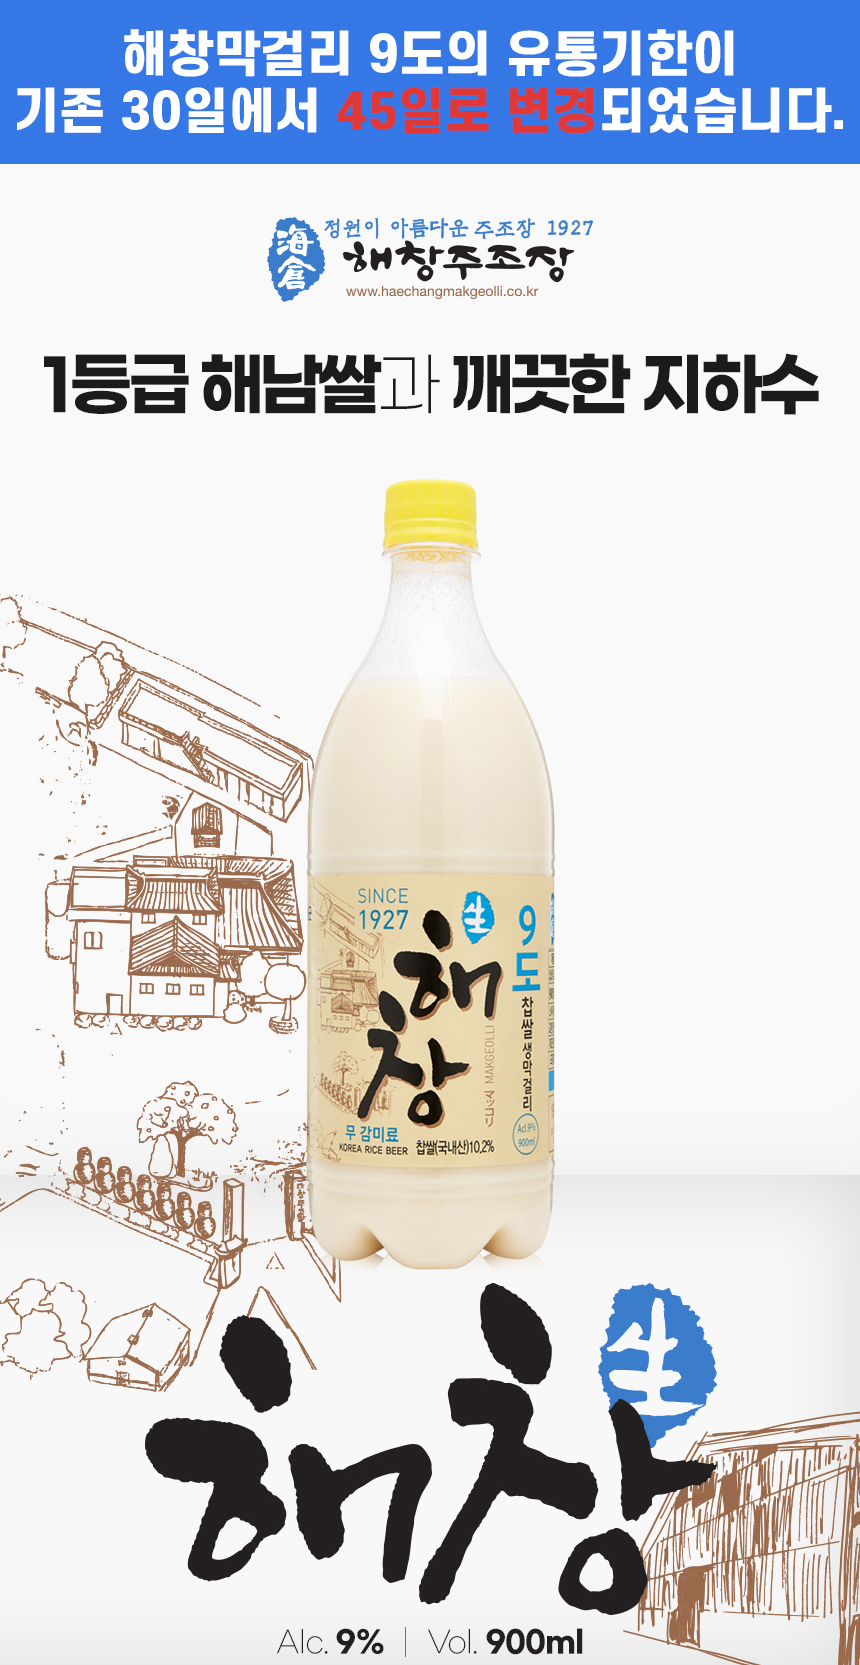 해창막걸리 9도의 유통기한이
기존 30일에서 45일로 변경되었습니다.
海倉
정원이 아름다운 주조장 1927
해창주조장
www.haechangmakgeolli.co.kr
1등급 해남쌀과 깨끗한 지하수
SINCE
1927
生
해창
MAKGEOLLI
9도
찹쌀 생막걸리
Acl.9%
900ml
무 감미료
KOREA RICE BEER 찹쌀(국내산)10.2%
해창
生
Alc. 9% | Vol. 900ml